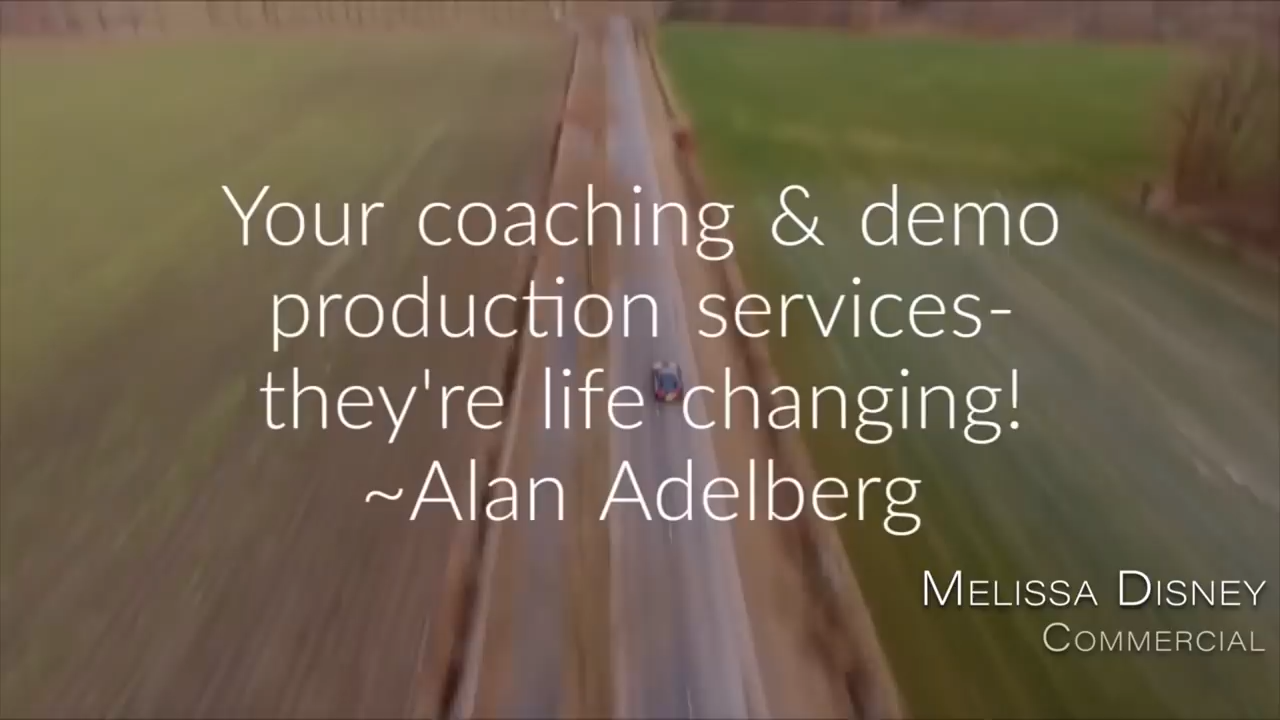 Your coaching & demo
production services-
they're life changing!
~Alan Adelberg
MELISSA DISNEY
COMMERCIAL